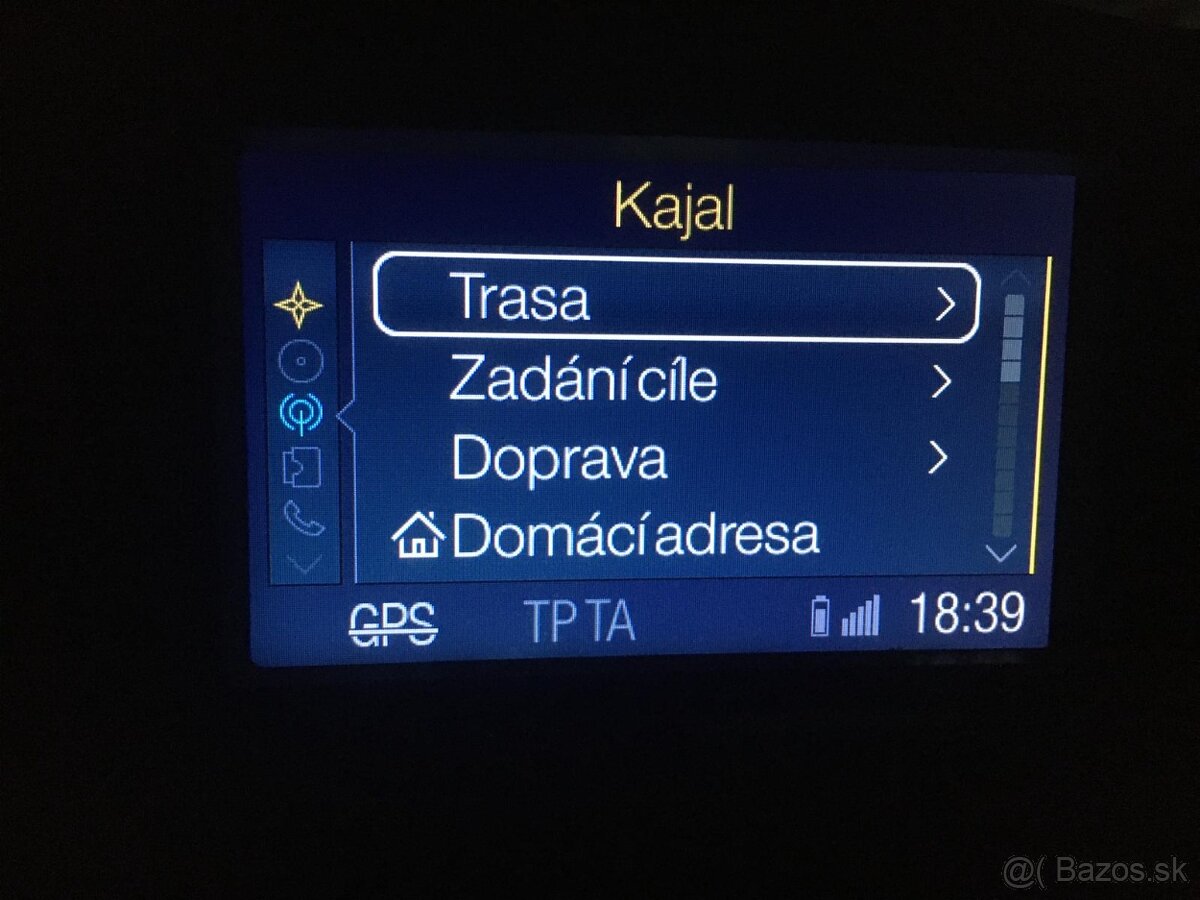 Kajal
Trasa
Zadání cíle
Doprava
Domácí adresa
GPS TP TA 18:39
@( Bazos.sk